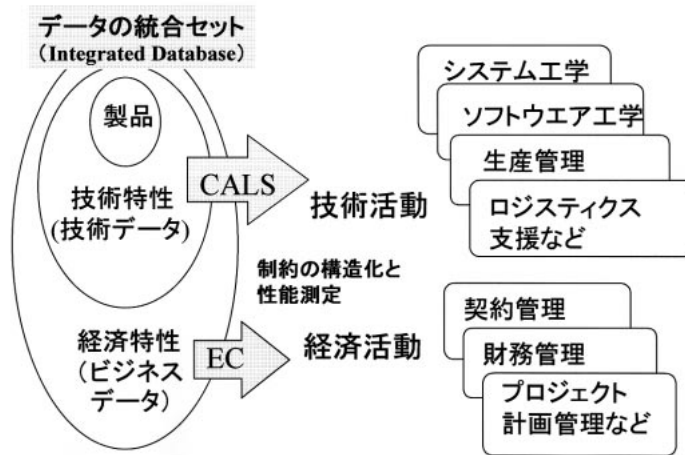 データの統合セット
（Integrated Database）
製品
技術特性
(技術データ)
CALS
技術活動
システム工学
ソフトウエア工学
生産管理
ロジスティクス
支援など
制約の構造化と
性能測定
経済特性
（ビジネス
データ）
EC
経済活動
契約管理
財務管理
プロジェクト
計画管理など